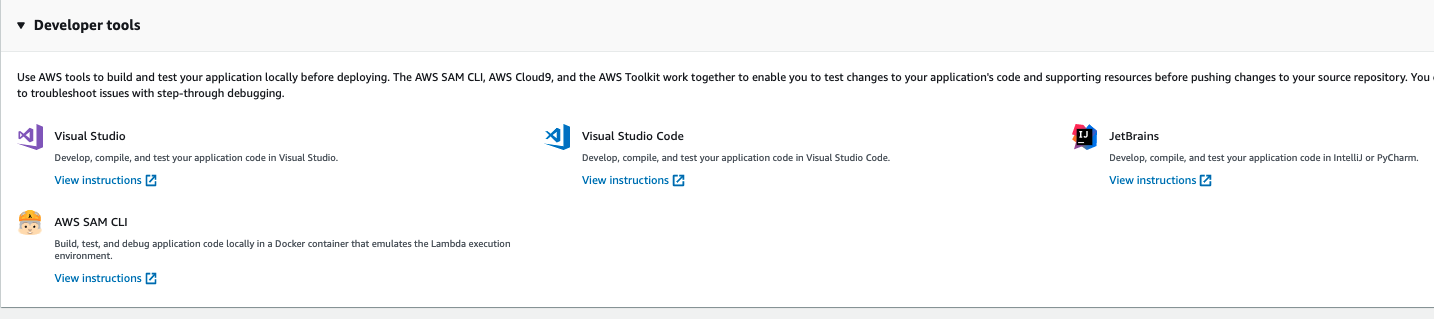 Developer tools
Use AWS tools to build and test your application locally before deploying. The AWS SAM CLI, AWS Cloud9, and the AWS Toolkit work together to enable you to test changes to your application's code and supporting resources before pushing changes to your source repository. You
to troubleshoot issues with step-through debugging.
Visual Studio
Develop, compile, and test your application code in Visual Studio.
View instructions
Visual Studio Code
Develop, compile, and test your application code in Visual Studio Code.
View instructions
IJ
JetBrains
Develop, compile, and test your application code in IntelliJ or PyCharm.
View instructions
AWS SAM CLI
Build, test, and debug application code locally in a Docker container that emulates the Lambda execution
environment.
View instructions